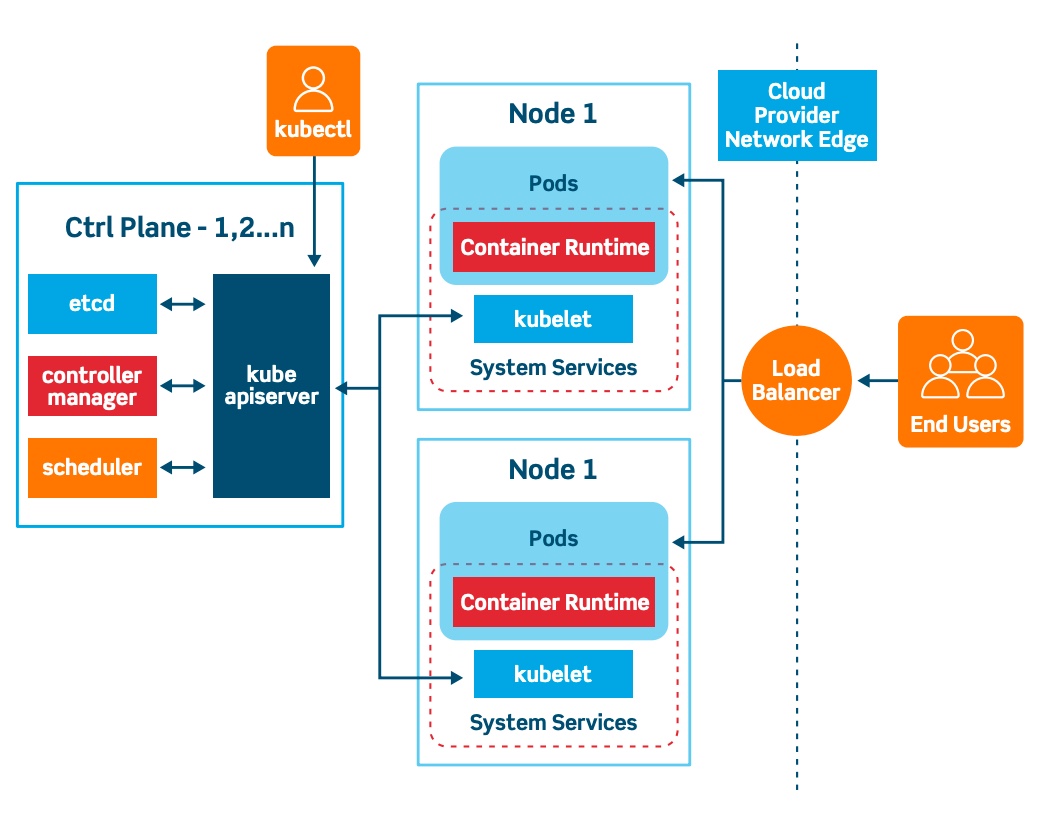 kubectl
Ctrl Plane - 1,2...n
etcd
controller
manager
scheduler
kube
apiserver
Node 1
Pods
Container Runtime
kubelet
System Services
Node 1
Pods
Container Runtime
kubelet
System Services
Cloud
Provider
Network Edge
Load
Balancer
End Users